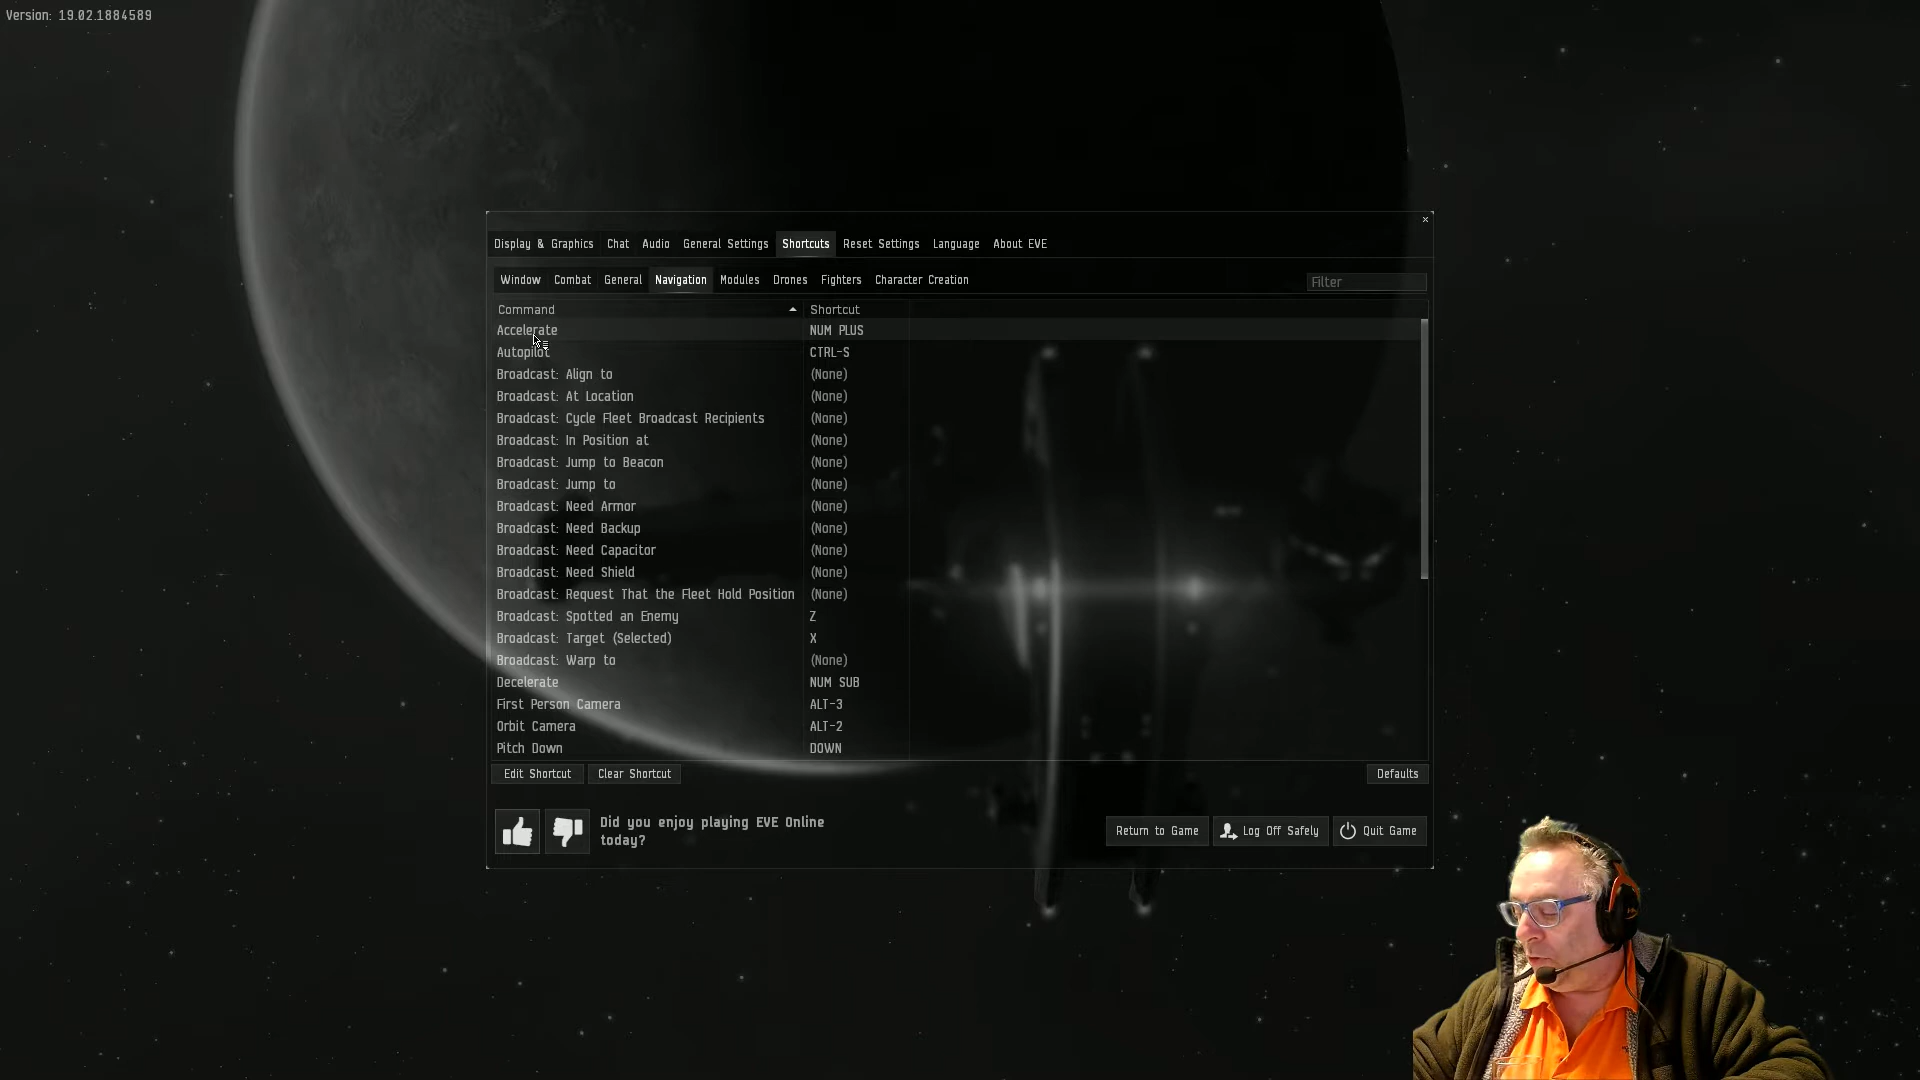 Version: 19.02.1884589
Display & Graphics Chat Audio General Settings Shortcuts Reset Settings Language About EVE
Window Combat General Navigation Modules Drones Fighters Character Creation Filter
Command Shortcut
Accelerate NUM PLUS
Autopilot CTRL-S
Broadcast: Align to (None)
Broadcast: At Location (None)
Broadcast: Cycle Fleet Broadcast Recipients (None)
Broadcast: In Position at (None)
Broadcast: Jump to Beacon (None)
Broadcast: Jump to (None)
Broadcast: Need Armor (None)
Broadcast: Need Backup (None)
Broadcast: Need Capacitor (None)
Broadcast: Need Shield (None)
Broadcast: Request That the Fleet Hold Position (None)
Broadcast: Spotted an Enemy Z
Broadcast: Target (Selected) X
Broadcast: Warp to (None)
Decelerate NUM SUB
First Person Camera ALT-3
Orbit Camera ALT-2
Pitch Down DOWN
Edit Shortcut Clear Shortcut Defaults
Did you enjoy playing EVE Online
today?
Return to Game Log Off Safely Quit Game